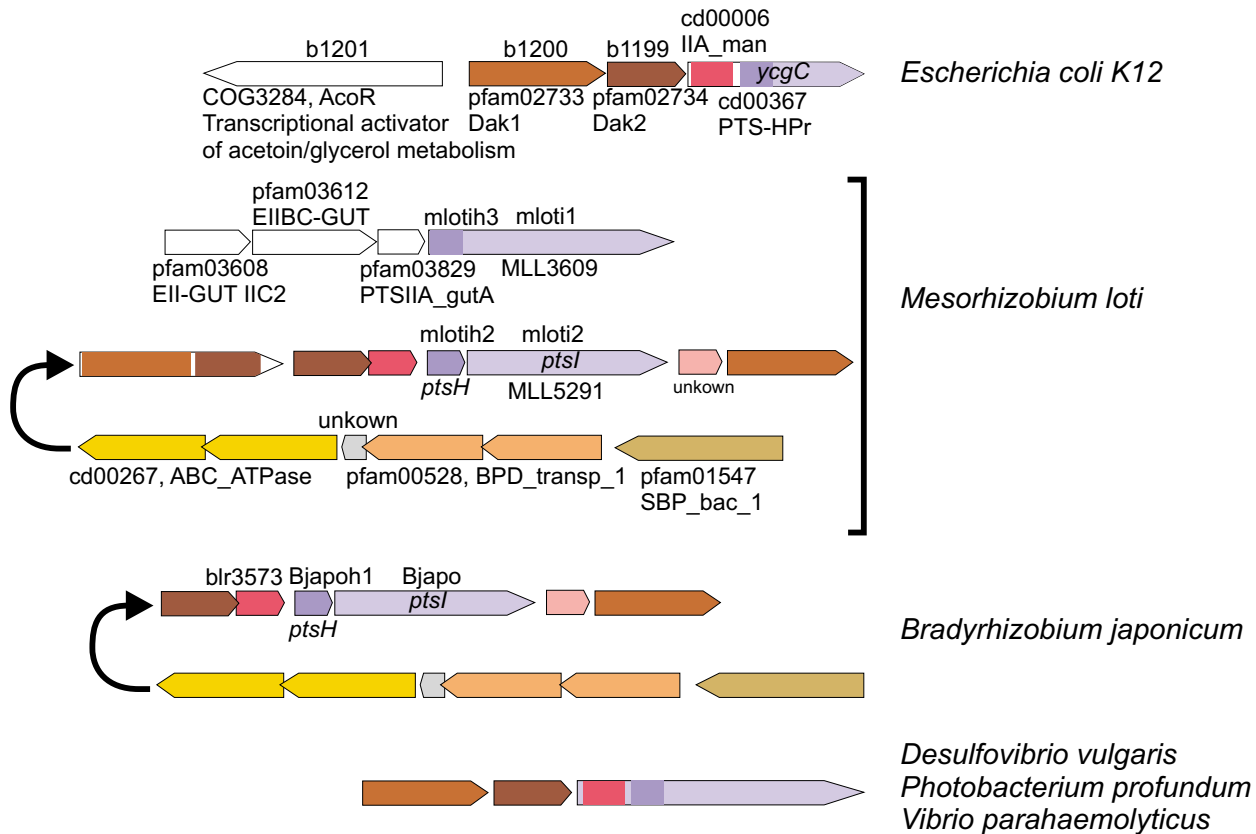 cd00006
b1201 b1200 b1199 IIA_man
ycgC
Escherichia coli K12
COG3284, AcoR pfam02733 pfam02734 cd00367
Transcriptional activator Dak1 Dak2 PTS-HPr
of acetoin/glycerol metabolism
pfam03612
EIIBC-GUT mlotih3 mloti1
pfam03608 pfam03829 MLL3609
EII-GUT IIC2 PTSIIA_gutA
Mesorhizobium loti
mlotih2 mloti2
ptsI
ptsH MLL5291 unkown
unkown
cd00267, ABC_ATPase pfam00528, BPD_transp_1 pfam01547
SBP_bac_1
blr3573 Bjapoh1 Bjapo
ptsI
ptsH
Bradyrhizobium japonicum
Desulfovibrio vulgaris
Photobacterium profundum
Vibrio parahaemolyticus